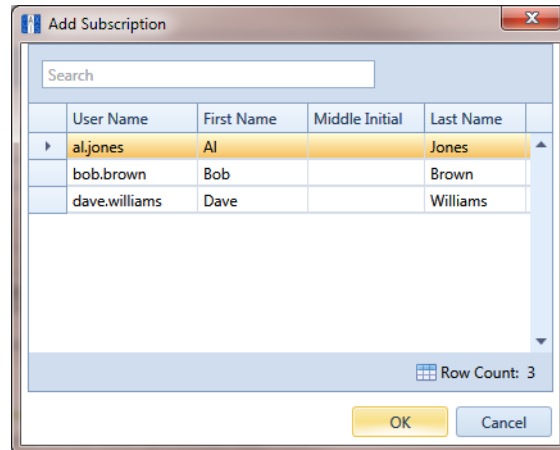 Add Subscription
Search
User Name First Name Middle Initial Last Name
al.jones Al Jones
bob.brown Bob Brown
dave.williams Dave Williams
Row Count: 3
OK Cancel